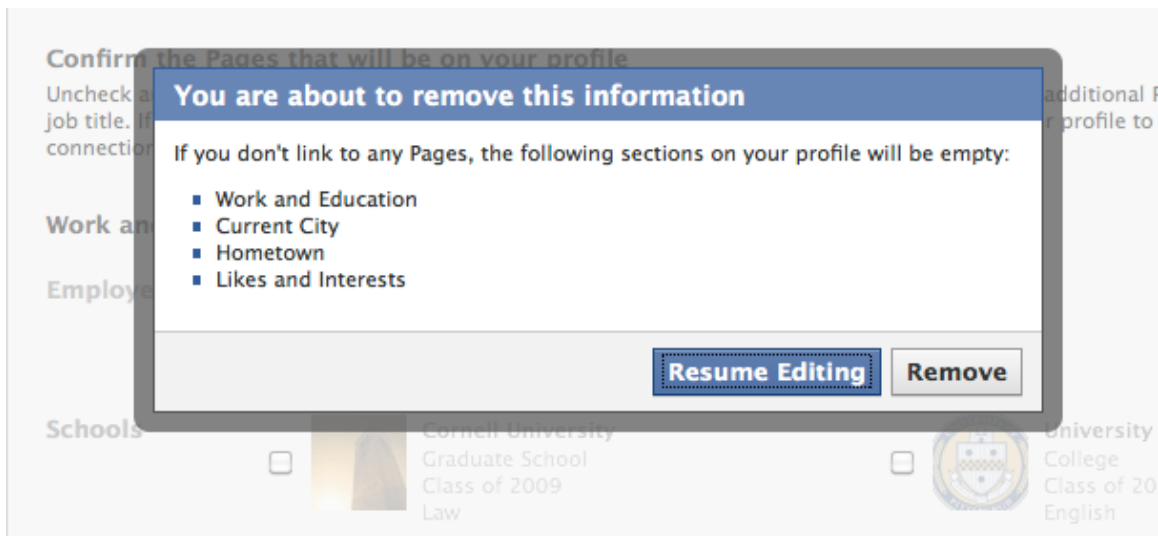 Confirm the Pages that will be on your profile
Uncheck a
additional
job title. If
r profile to
connection
You are about to remove this information
If you don't link to any Pages, the following sections on your profile will be empty:
Work and Education
Current City
Hometown
Likes and Interests
Work an
Employe
Resume Editing Remove
Schools
Cornell University
Graduate School
Class of 2009
Law
University
College
Class of 20
English